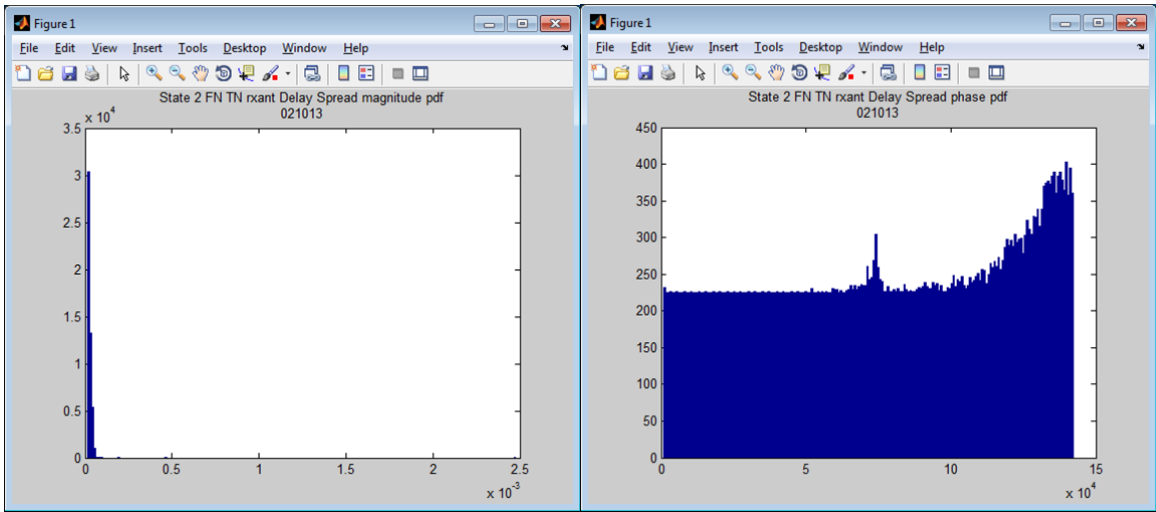 Figure 1
File Edit View Insert Tools Desktop Window Help
State 2 FN TN rxant Delay Spread magnitude pdf
021013
x 10^4
3.5
3
2.5
2
1.5
1
0.5
0
0 0.5 1 1.5 2 2.5
x 10^-3
Figure 1
File Edit View Insert Tools Desktop Window Help
State 2 FN TN rxant Delay Spread phase pdf
021013
450
400
350
300
250
200
150
100
50
0
0 5 10 15
x 10^4